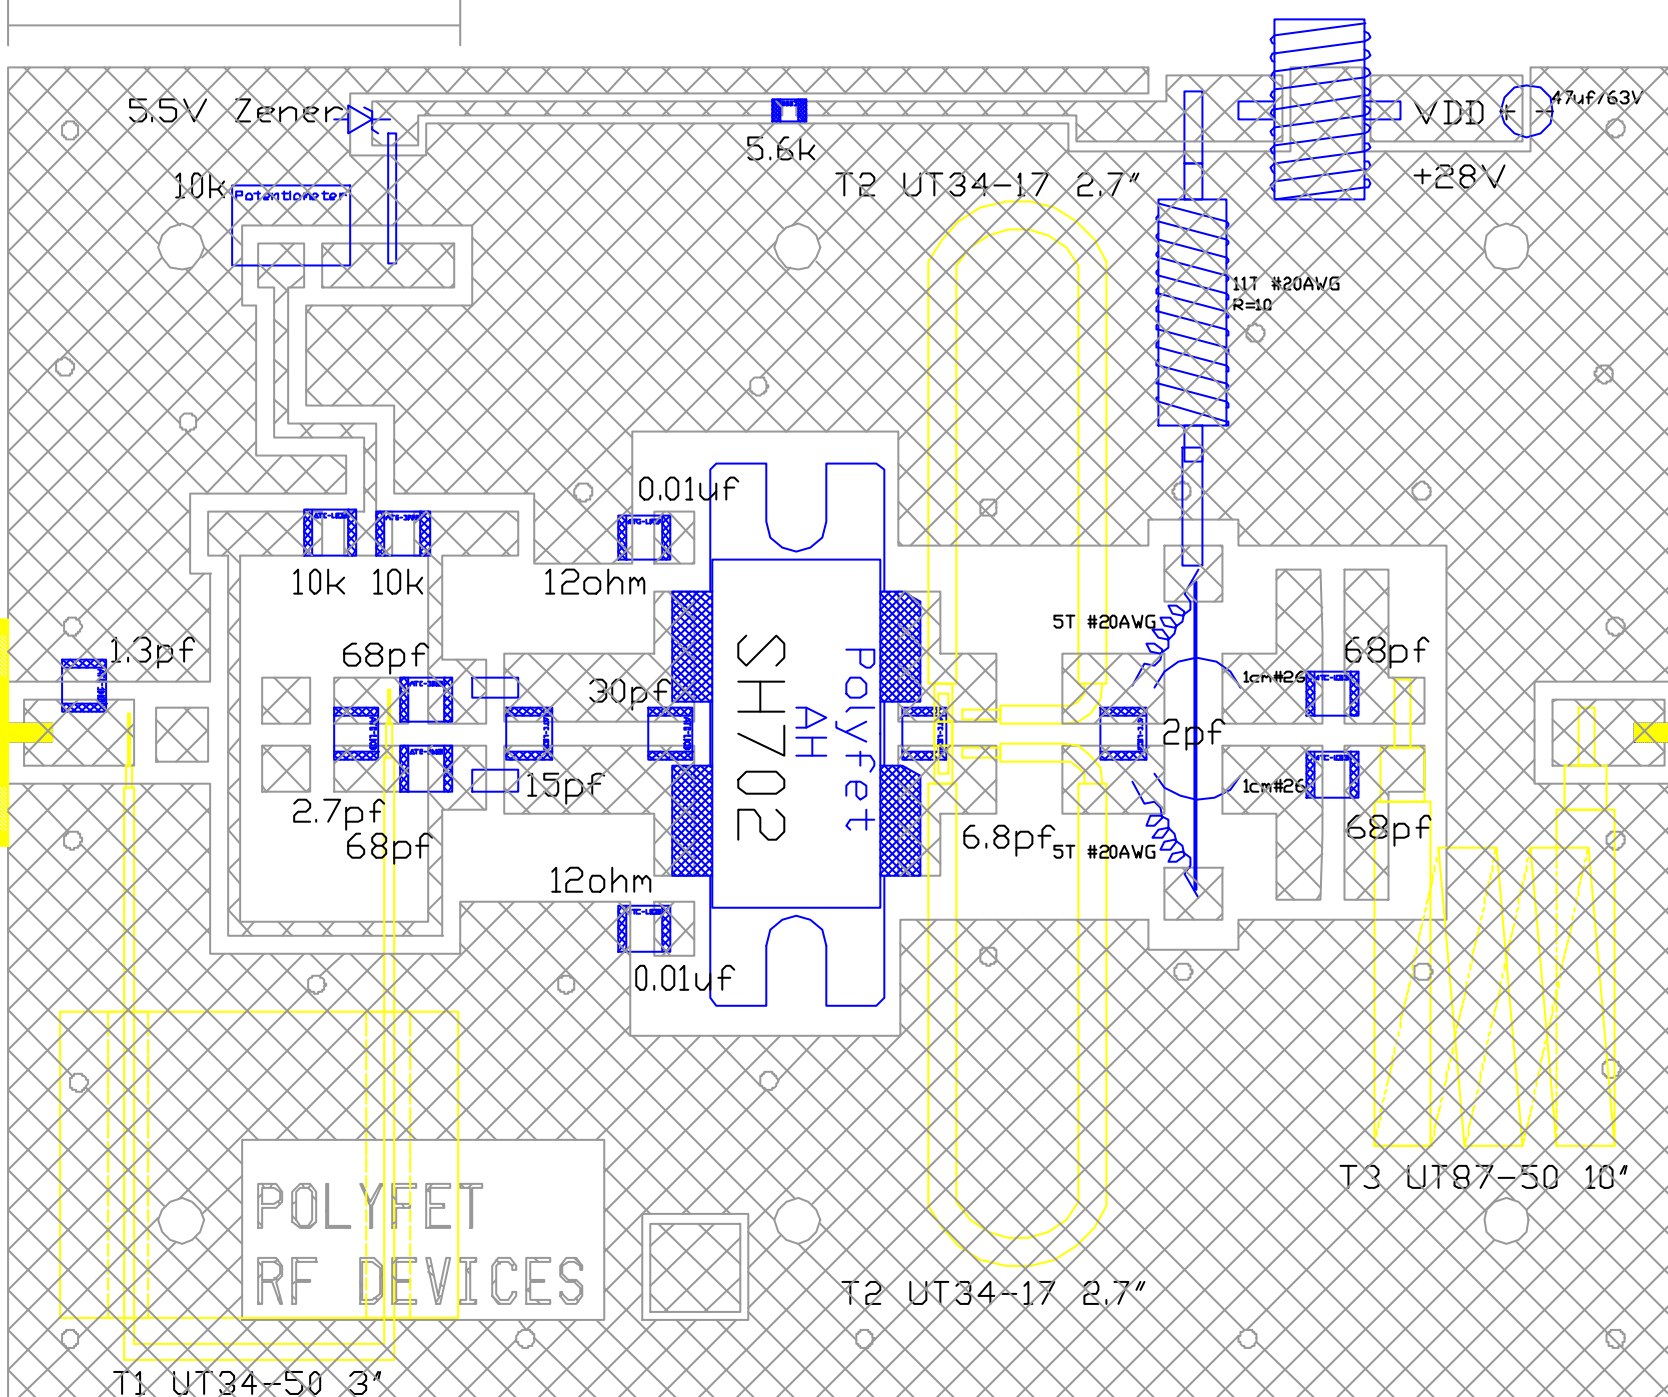 5.5V Zener
VDD
47uf/63V
5.6k
+28V
10k
Potentiometer
T2 UT34-17 2.7"
11T #20AWG
R=10
0.01uf
10k
10k
12ohm
5T #20AWG
1.3pf
68pf
30pf
SH702
Polyfet
AH
2pf
1cm#26
68pf
2.7pf
15pf
1cm#26
68pf
6.8pf
68pf
5T #20AWG
12ohm
0.01uf
POLYFET
RF DEVICES
T3 UT87-50 10"
T2 UT34-17 2.7"
T1 UT34-50 3"